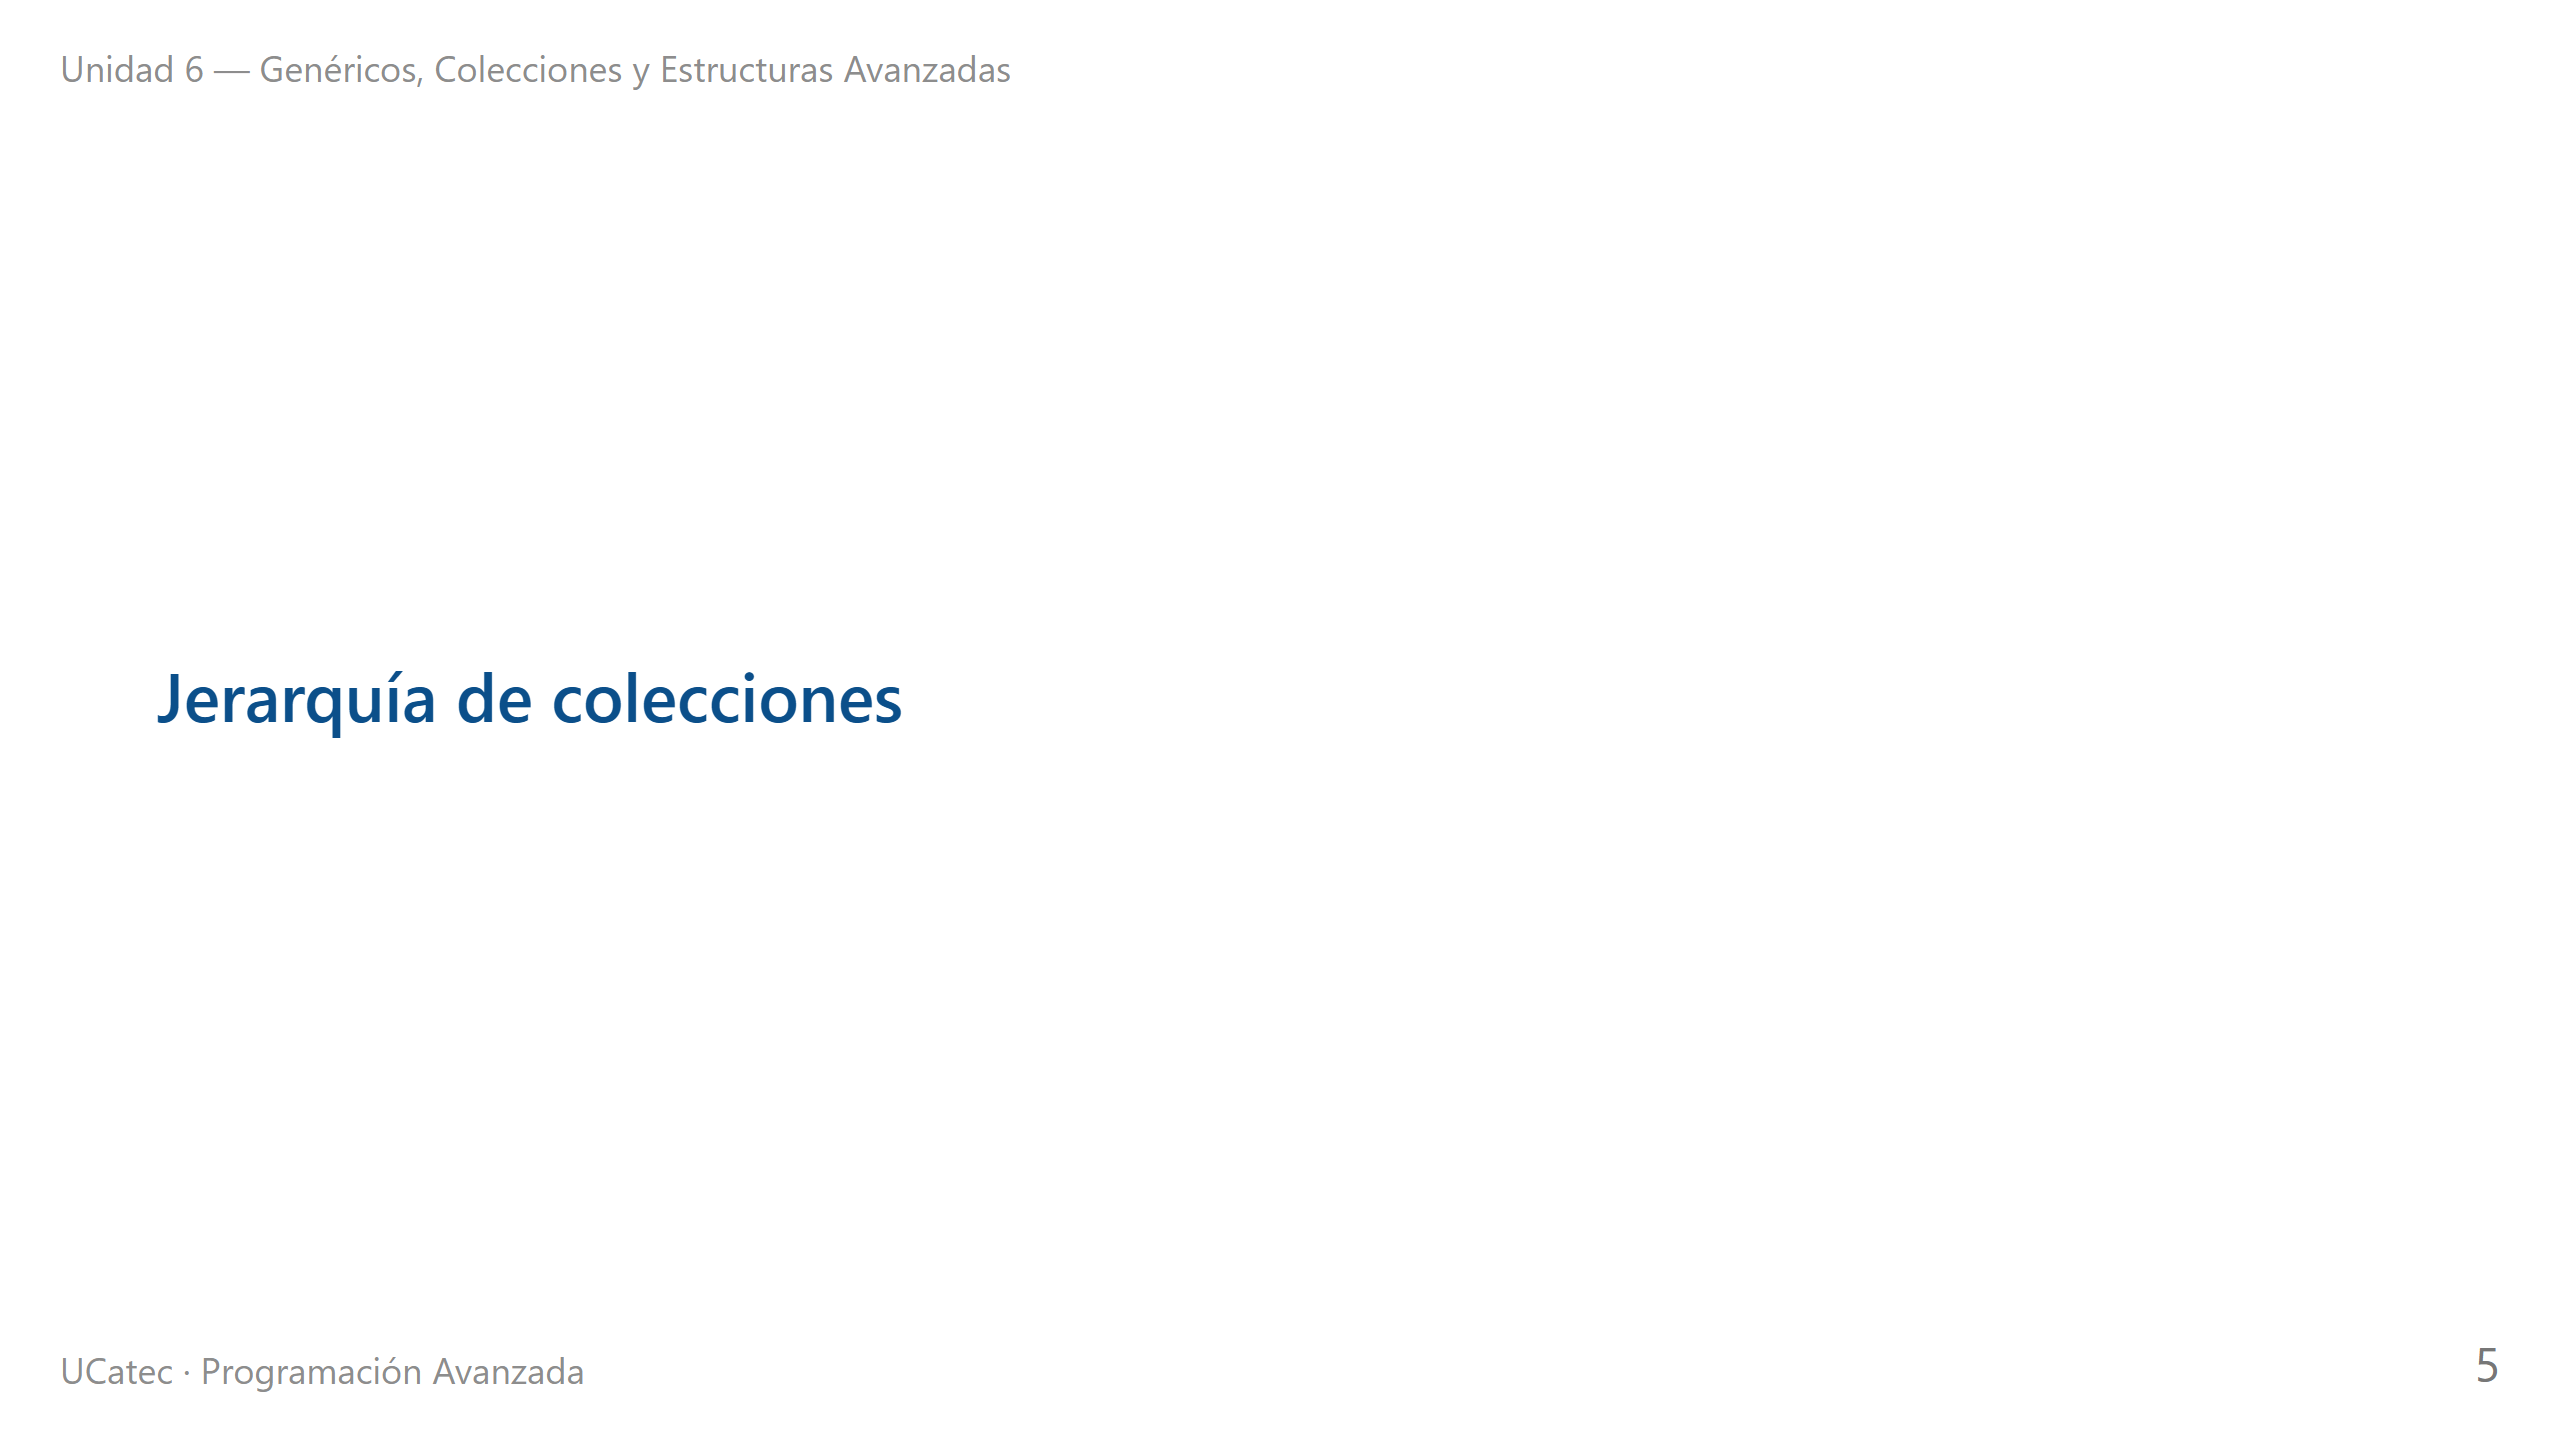 Unidad 6 — Genéricos, Colecciones y Estructuras Avanzadas
Jerarquía de colecciones
UCatec · Programación Avanzada
5